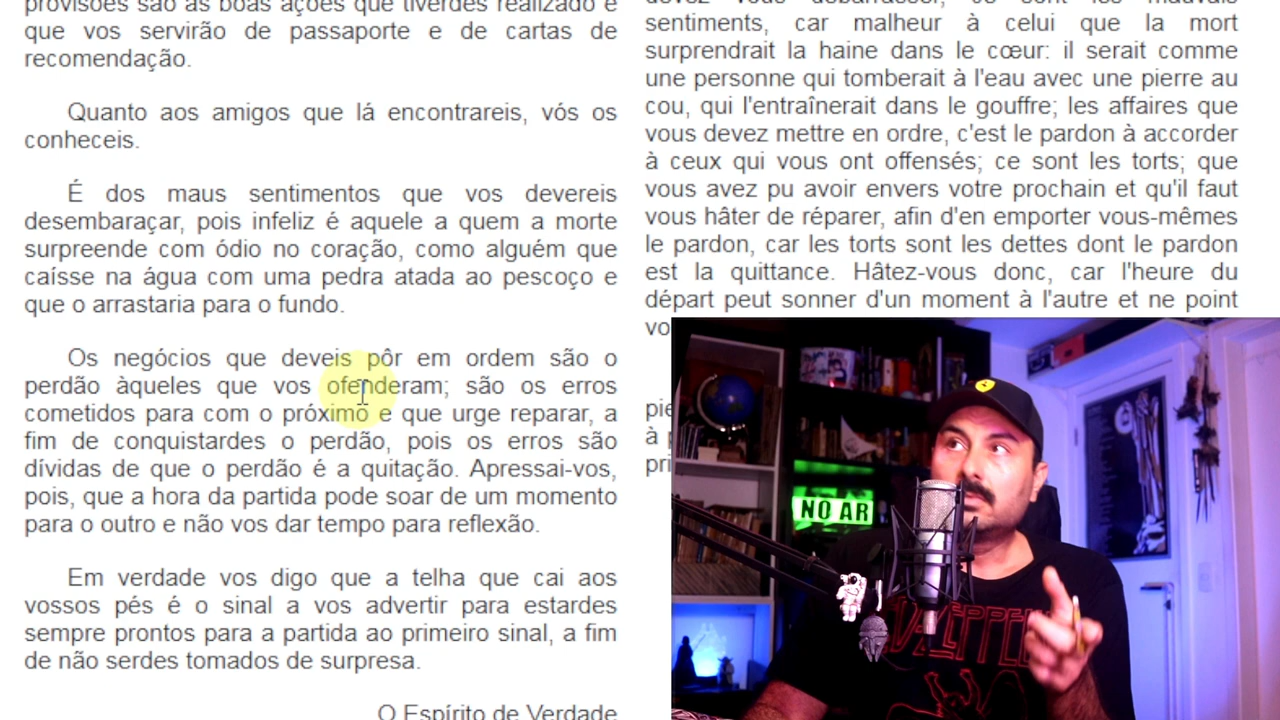 provisões são as boas ações que tiverdes realizado e
que vos servirão de passaporte e de cartas de
recomendação.
Quanto aos amigos que lá encontrareis, vós os
conheceis.
É dos maus sentimentos que vos devereis
desembaraçar, pois infeliz é aquele a quem a morte
surpreende com ódio no coração, como alguém que
caísse na água com uma pedra atada ao pescoço e
que o arrastaria para o fundo.
Os negócios que deveis pôr em ordem são o
perdão àqueles que vos ofenderam; são os erros
cometidos para com o próximo e que urge reparar, a
fim de conquistardes o perdão, pois os erros são
dívidas de que o perdão é a quitação. Apressai-vos,
pois, que a hora da partida pode soar de um momento
para o outro e não vos dar tempo para reflexão.
Em verdade vos digo que a telha que cai aos
vossos pés é o sinal a vos advertir para estardes
sempre prontos para a partida ao primeiro sinal, a fim
de não serdes tomados de surpresa.
O Espírito de Verdade
devez vous débarrasser, ce sont les mauvais
sentiments, car malheur à celui que la mort
surprendrait la haine dans le cœur: il serait comme
une personne qui tomberait à l'eau avec une pierre au
cou, qui l'entraînerait dans le gouffre; les affaires que
vous devez mettre en ordre, c'est le pardon à accorder
à ceux qui vous ont offensés; ce sont les torts; que
vous avez pu avoir envers votre prochain et qu'il faut
vous hâter de réparer, afin d'en emporter vous-mêmes
le pardon, car les torts sont les dettes dont le pardon
est la quittance. Hâtez-vous donc, car l'heure du
départ peut sonner d'un moment à l'autre et ne point
vo
pie
à p
pri
NO AR